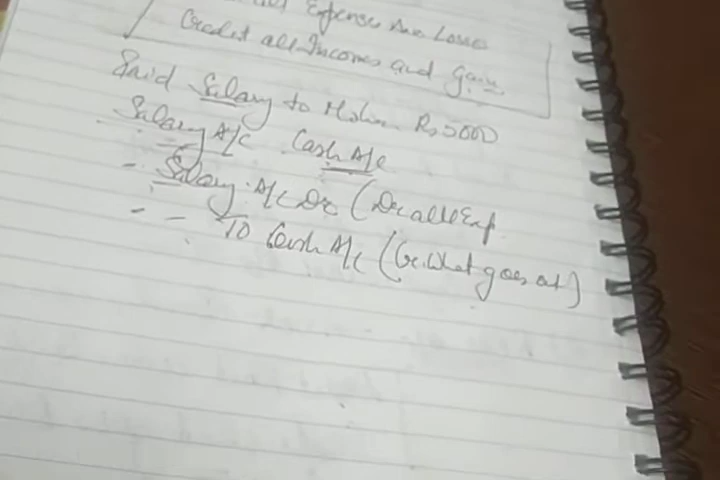 all Expense and Losses
Credit all Incomes and Gains.
Paid Salary to Mohan Rs 5000
Salary A/c Cash A/c
- Salary A/c Dr (Dr all Exp.
- - To Cash A/c (Cr. What goes out)